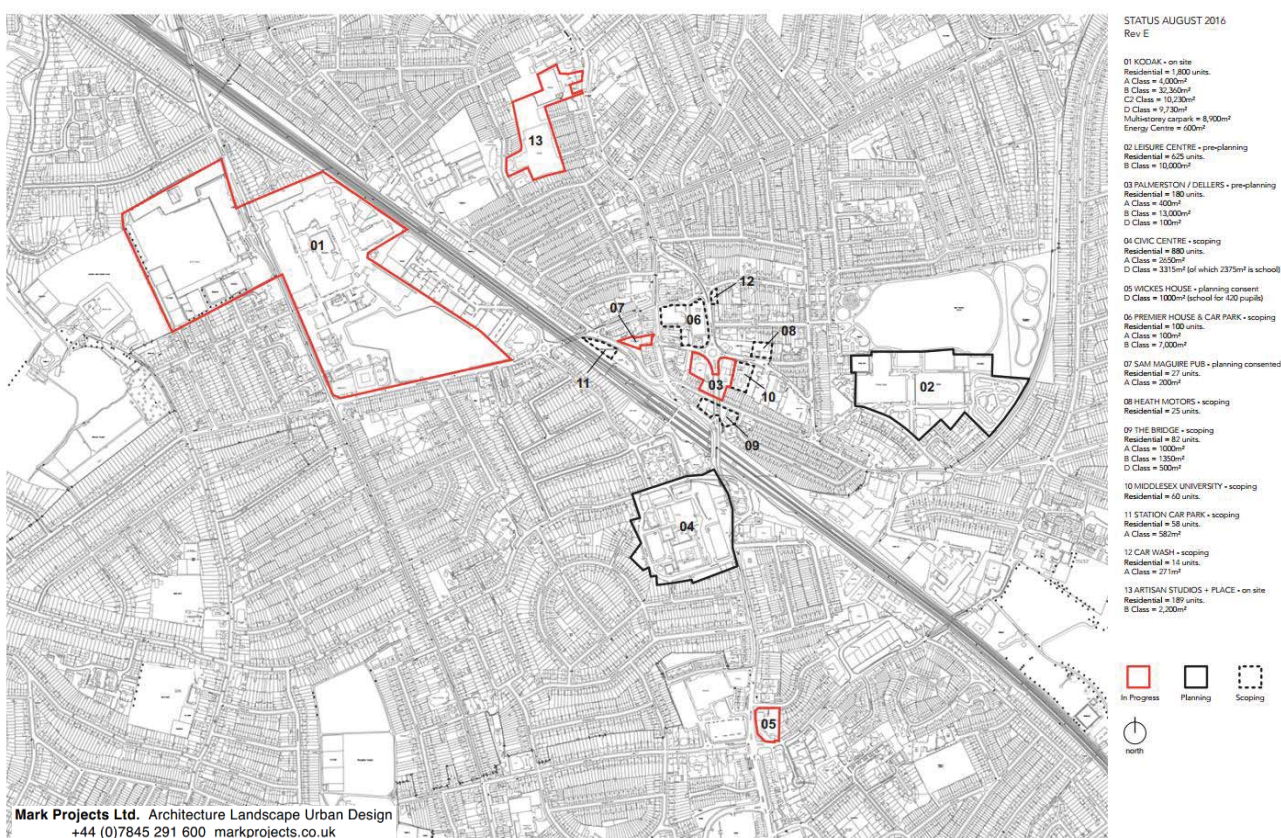 STATUS AUGUST 2016
Rev E
01 KODAK • on site
Residential = 1,800 units.
A Class = 4,000m²
B Class = 32,360m²
C2 Class = 10,230m²
D Class = 9,730m²
Multi-storey carpark = 8,900m²
Energy Centre = 600m²
02 LEISURE CENTRE • pre-planning
Residential = 625 units.
B Class = 10,000m²
03 PALMERSTON / DELLERS • pre-planning
Residential = 180 units.
A Class = 400m²
B Class = 13,000m²
D Class = 100m²
04 CIVIC CENTRE • scoping
Residential = 880 units.
A Class = 2650m²
D Class = 3315m² (of which 2375m² is school)
05 WICKES HOUSE • planning consent
D Class = 1000m² (school for 420 pupils)
06 PREMIER HOUSE & CAR PARK • scoping
Residential = 100 units.
A Class = 100m²
B Class = 7,000m²
07 SAM MAGUIRE PUB • planning consented
Residential = 27 units.
A Class = 200m²
08 HEATH MOTORS • scoping
Residential = 25 units.
09 THE BRIDGE • scoping
Residential = 82 units.
A Class = 1000m²
B Class = 1350m²
D Class = 500m²
10 MIDDLESEX UNIVERSITY • scoping
Residential = 60 units.
11 STATION CAR PARK • scoping
Residential = 58 units.
A Class = 582m²
12 CAR WASH • scoping
Residential = 14 units.
A Class = 271m²
13 ARTISAN STUDIOS + PLACE • on site
Residential = 189 units.
B Class = 2,200m²
In Progress Planning Scoping
north
13
01
12
07
06
08
11
03
10
02
09
04
05
Mark Projects Ltd. Architecture Landscape Urban Design
+44 (0)7845 291 600 markprojects.co.uk